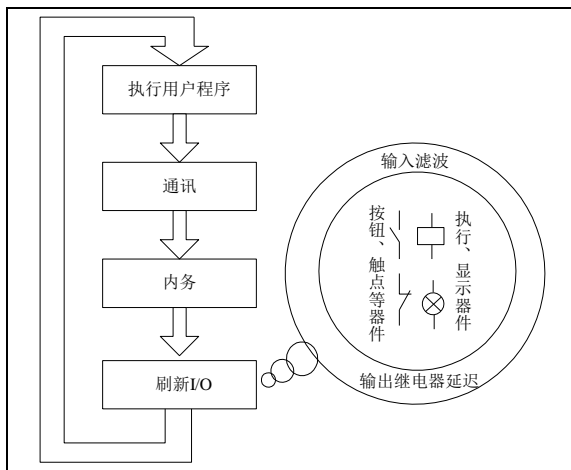 执行用户程序
通讯
内务
刷新I/O
输入滤波
按钮、触点等器件
执行、显示器件
输出继电器延迟